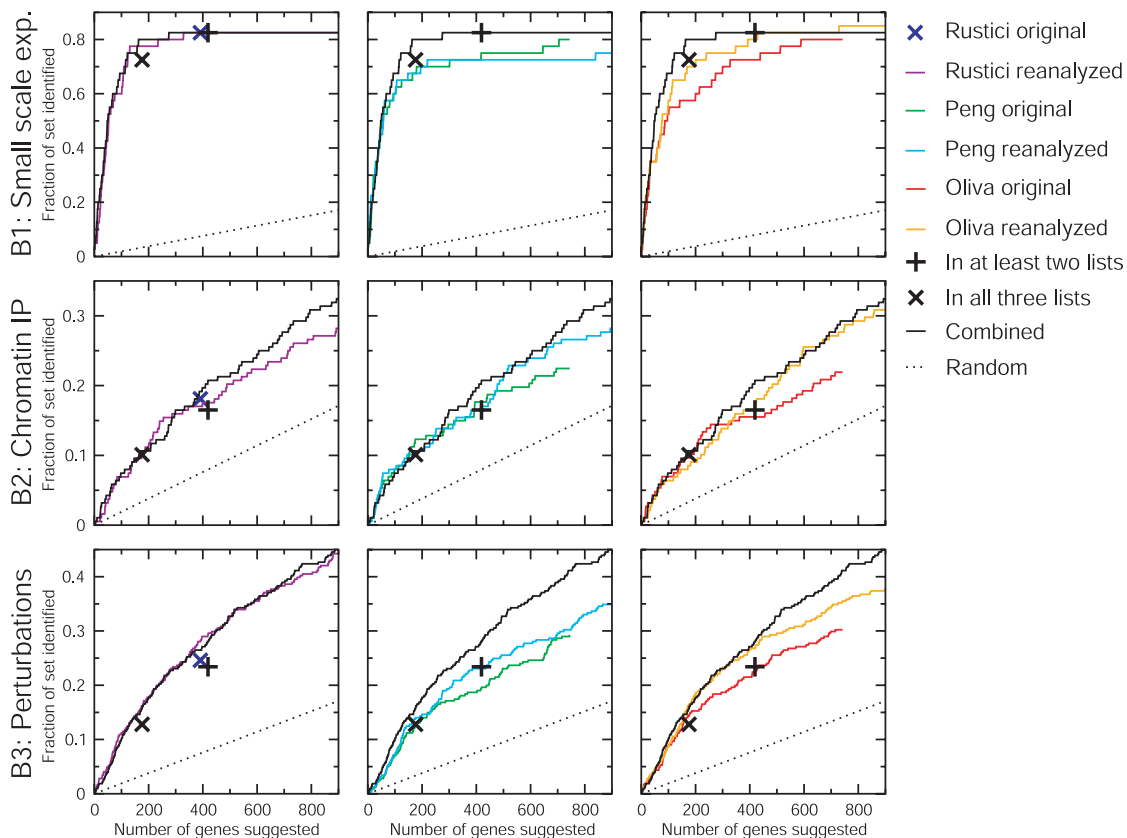 B1: Small scale exp.
Fraction of set identified
0.8
0.6
0.4
0.2
0
B2: Chromatin IP
Fraction of set identified
0.3
0.2
0.1
0
B3: Perturbations
Fraction of set identified
0.4
0.3
0.2
0.1
0
0 200 400 600 800
0 200 400 600 800
0 200 400 600 800
Number of genes suggested
Number of genes suggested
Number of genes suggested
Rustici original
Rustici reanalyzed
Peng original
Peng reanalyzed
Oliva original
Oliva reanalyzed
In at least two lists
In all three lists
Combined
Random